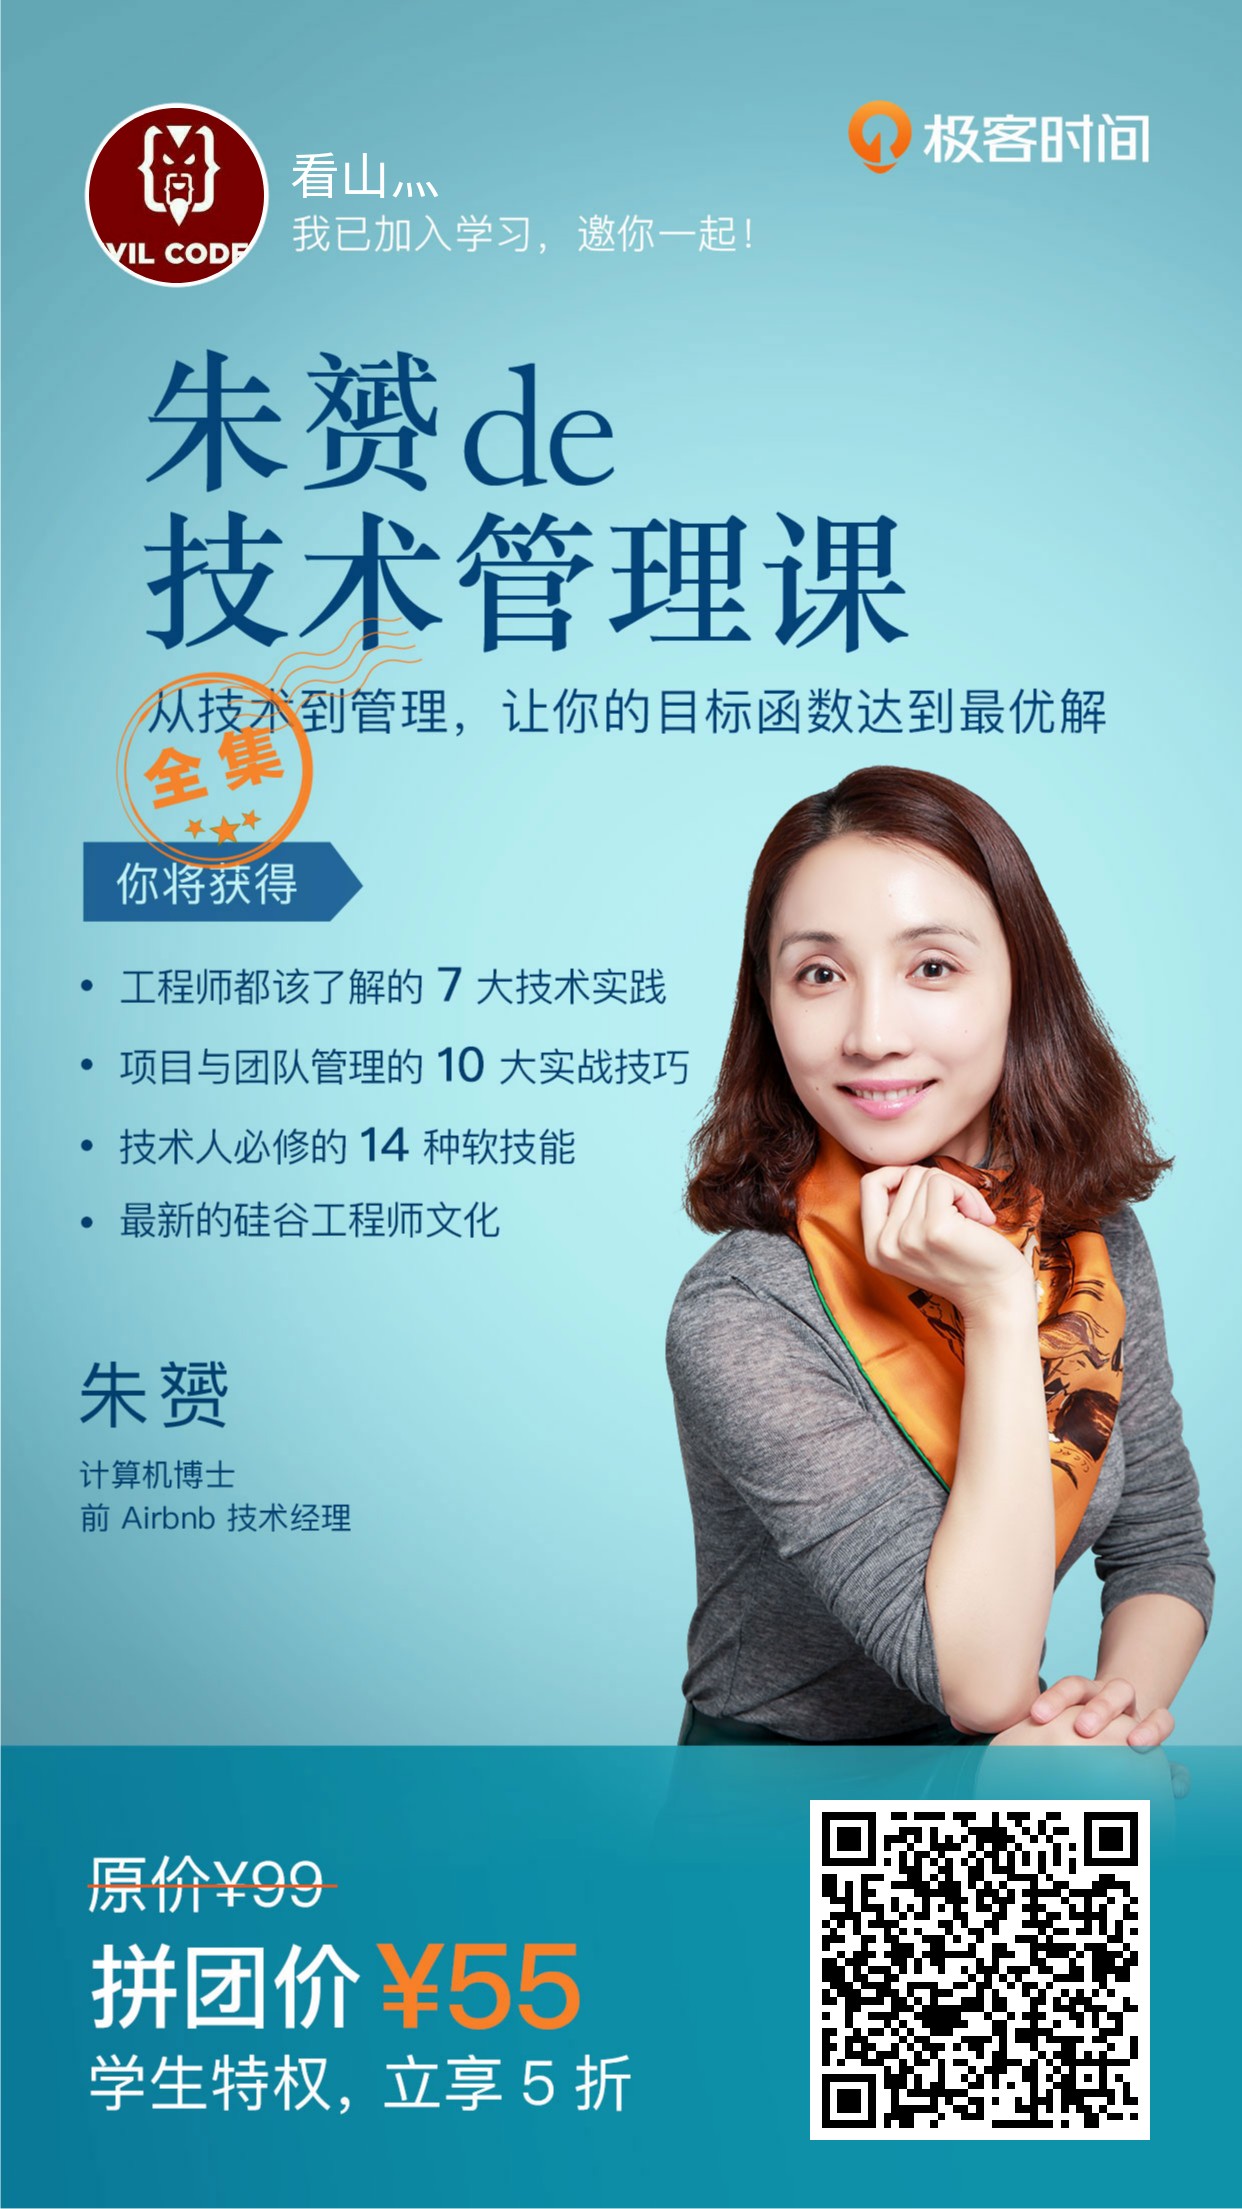 极客时间
看山灬
我已加入学习，邀你一起！
VIL CODE
朱赟de
技术管理课
从技术到管理，让你的目标函数达到最优解
全集
你将获得
• 工程师都该了解的 7 大技术实践
• 项目与团队管理的 10 大实战技巧
• 技术人必修的 14 种软技能
• 最新的硅谷工程师文化
朱赟
计算机博士
前 Airbnb 技术经理
原价¥99
拼团价¥55
学生特权，立享 5 折